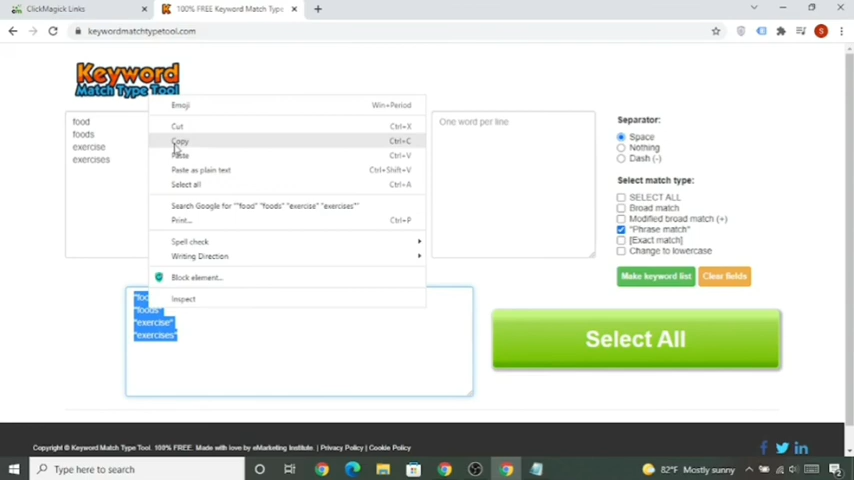 ClickMagick Links
100% FREE Keyword Match Type
keywordmatchtypetool.com
Keyword
Match Type Tool
food
foods
exercise
exercises
One word per line
Separator:
Space
Nothing
Dash (-)
Select match type:
SELECT ALL
Broad match
Modified broad match (+)
"Phrase match"
[Exact match]
Change to lowercase
Make keyword list
Clear fields
Emoji Win+Period
Cut Ctrl+X
Copy Ctrl+C
Paste Ctrl+V
Paste as plain text Ctrl+Shift+V
Select all Ctrl+A
Search Google for ""food" "foods" "exercise" "exercises""
Print... Ctrl+P
Spell check
Writing Direction
Block element...
Inspect
"foods"
"exercise"
"exercises"
Select All
Copyright © Keyword Match Type Tool. 100% FREE. Made with love by eMarketing Institute. | Privacy Policy | Cookie Policy
Type here to search
82°F Mostly sunny